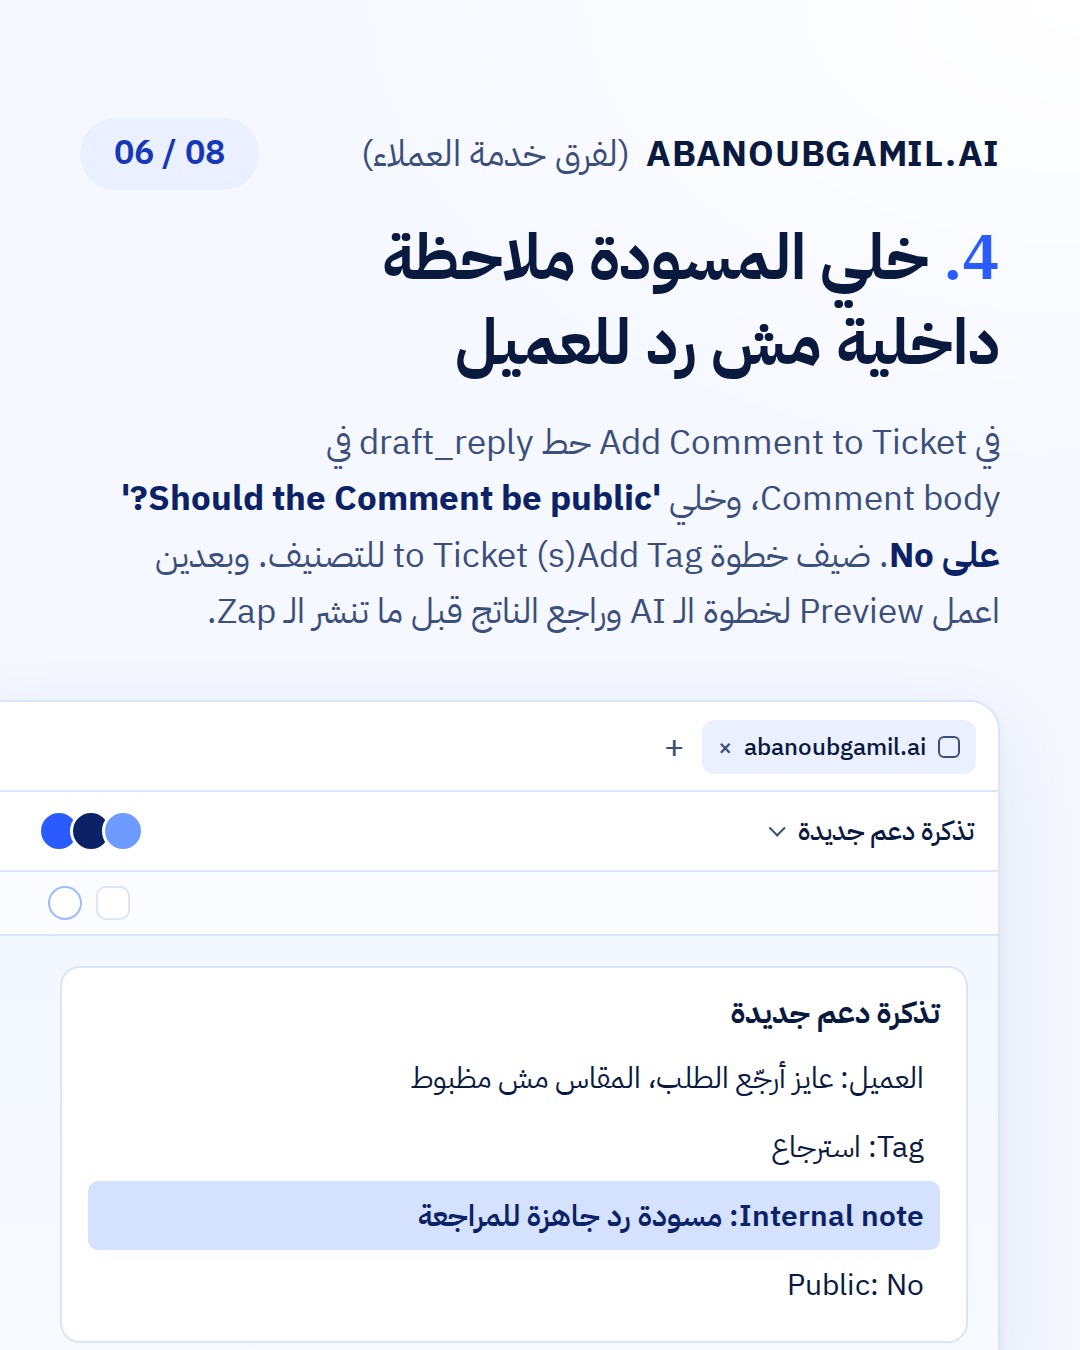 ABANOUBGAMIL.AI (لفرق خدمة العملاء)
06 / 08
4. خلي المسودة ملاحظة
داخلية مش رد للعميل
في Add Comment to Ticket حط draft_reply في
Comment body، وخلي 'Should the Comment be public?'
على No. ضيف خطوة Add Tag(s) to Ticket للتصنيف. وبعدين
اعمل Preview لخطوة الـ AI وراجع الناتج قبل ما تنشر الـ Zap.
abanoubgamil.ai × +
تذكرة دعم جديدة
تذكرة دعم جديدة
العميل: عايز أرجّع الطلب، المقاس مش مظبوط
Tag: استرجاع
Internal note: مسودة رد جاهزة للمراجعة
Public: No